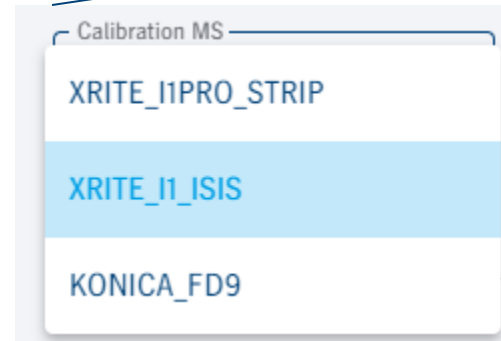 Calibration MS
XRITE_I1PRO_STRIP
XRITE_I1_ISIS
KONICA_FD9